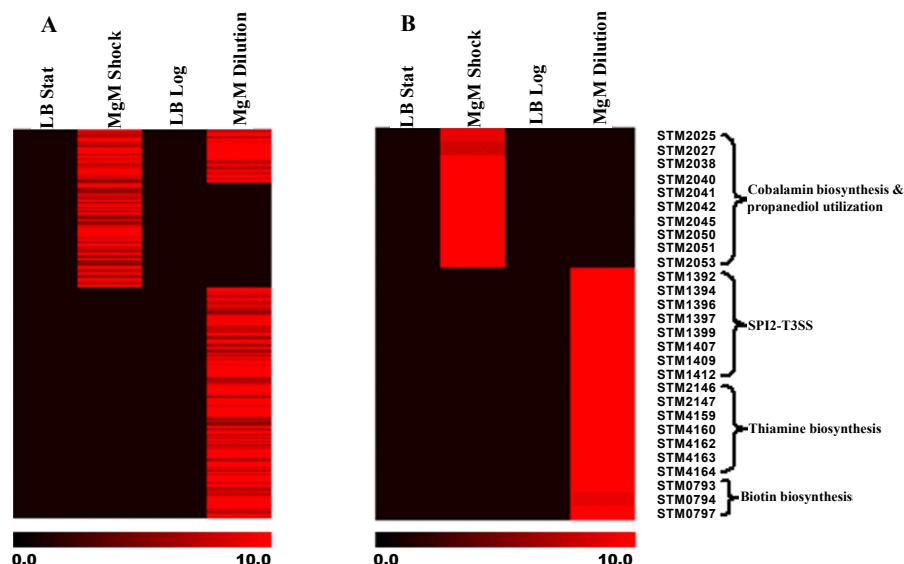 A
B
LB Stat
MgM Shock
LB Log
MgM Dilution
LB Stat
MgM Shock
LB Log
MgM Dilution
STM2025
STM2027
STM2038
STM2040
STM2041
STM2042
STM2045
STM2050
STM2051
STM2053
STM1392
STM1394
STM1396
STM1397
STM1399
STM1407
STM1409
STM1412
STM2146
STM2147
STM4159
STM4160
STM4162
STM4163
STM4164
STM0793
STM0794
STM0797
Cobalamin biosynthesis &
propanediol utilization
SPI2-T3SS
Thiamine biosynthesis
Biotin biosynthesis
0.0
10.0
0.0
10.0